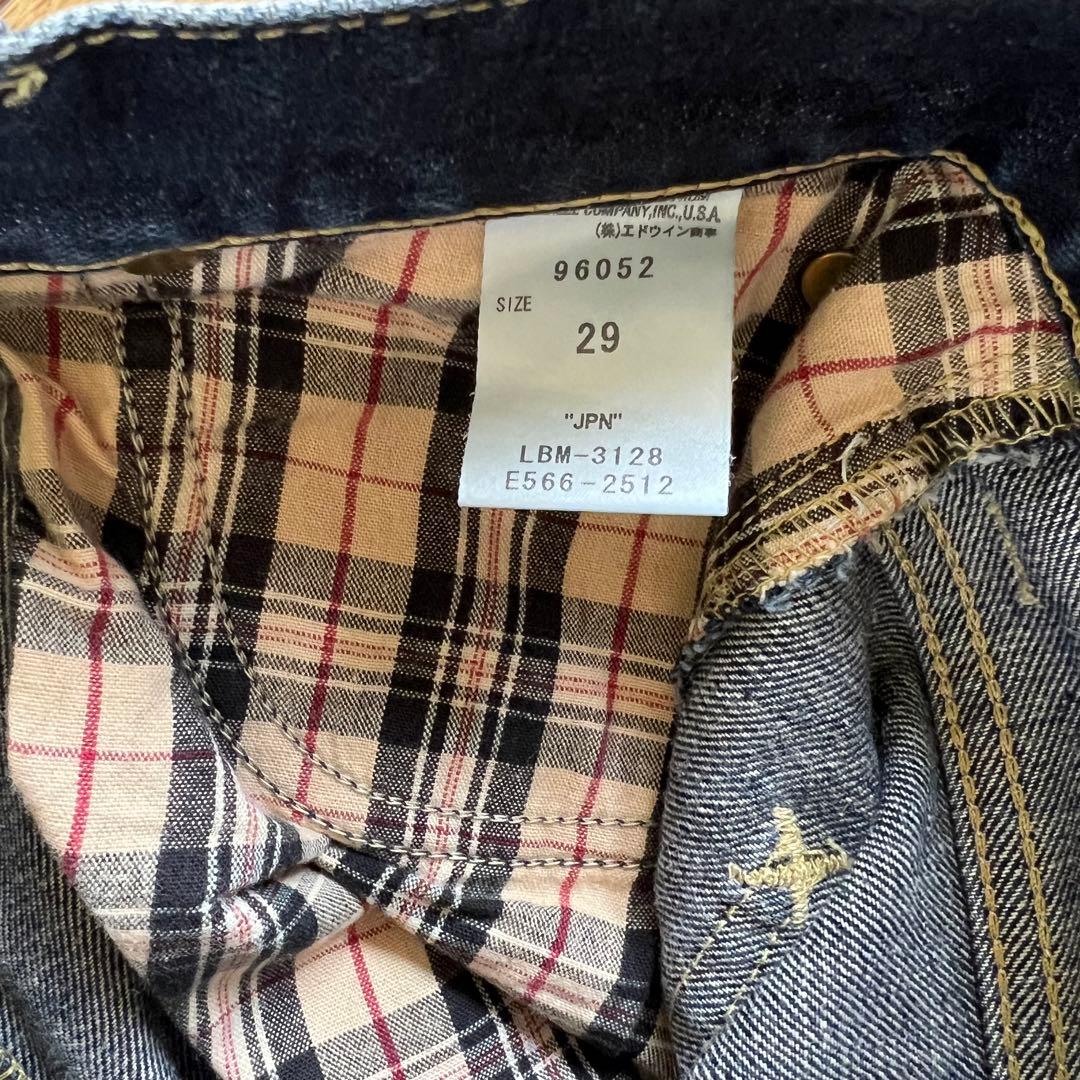 COMPANY, INC., U.S.A
(株)エドウイン商事
96052
SIZE
29
"JPN"
LBM-3128
E566-2512